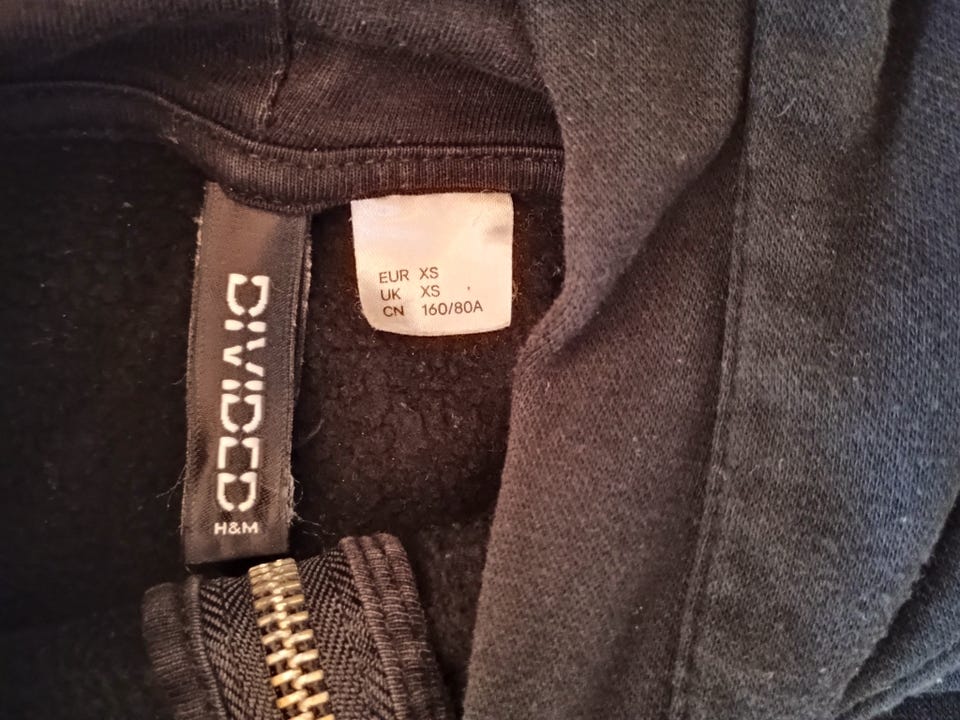 DIVIDED
H&M
EUR XS
UK XS
CN 160/80A